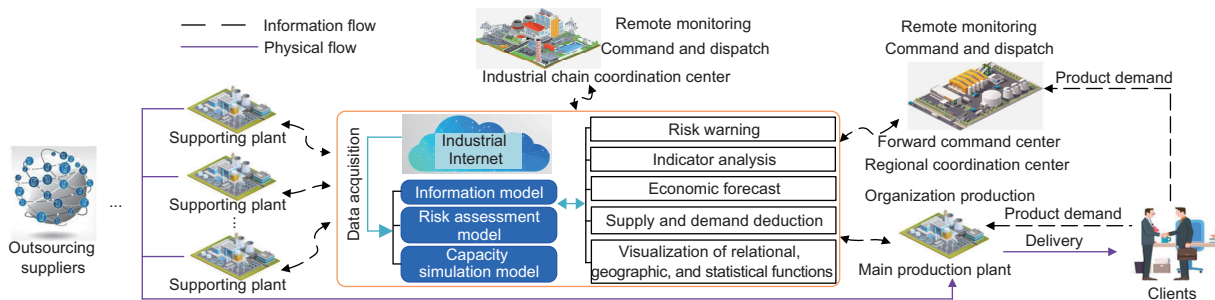 Information flow
Physical flow
Remote monitoring
Command and dispatch
Industrial chain coordination center
Remote monitoring
Command and dispatch
Product demand
Forward command center
Regional coordination center
Supporting plant
Supporting plant
⋮
Supporting plant
Outsourcing
suppliers
...
Data acquisition
Industrial
Internet
Information model
Risk assessment
model
Capacity
simulation model
Risk warning
Indicator analysis
Economic forecast
Supply and demand deduction
Visualization of relational,
geographic, and statistical functions
Organization production
Product demand
Delivery
Main production plant
Clients